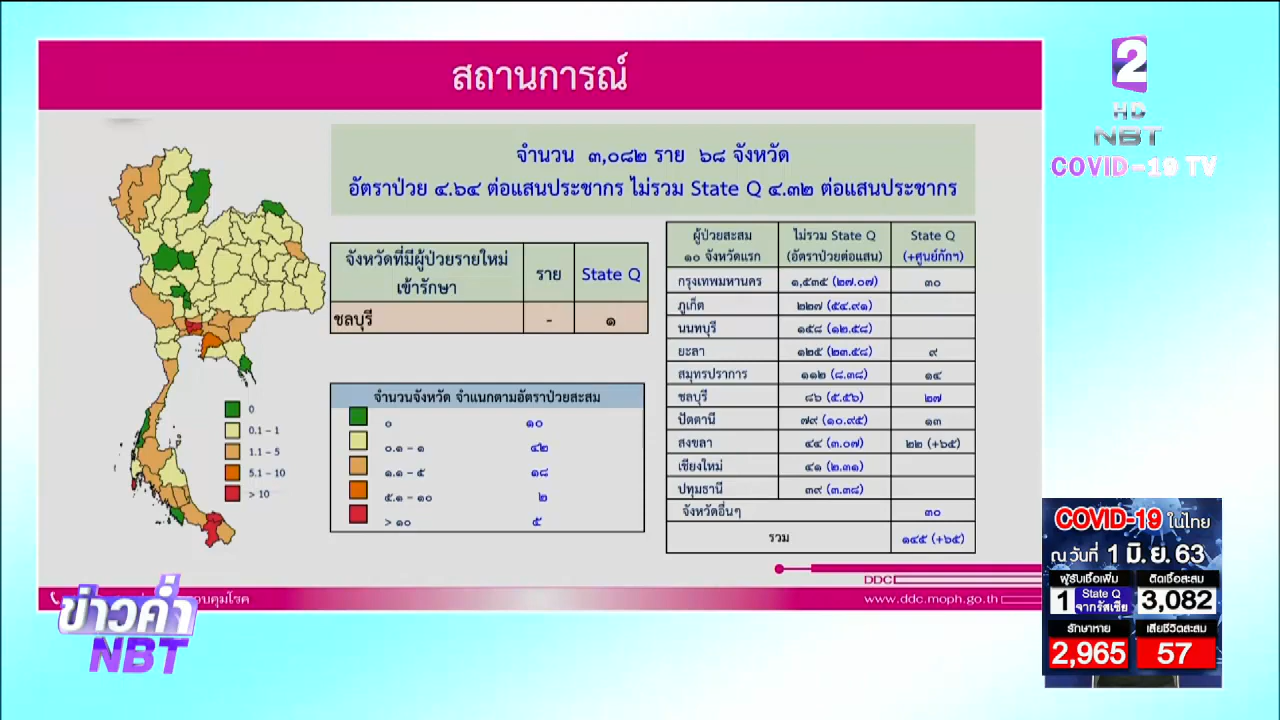 สถานการณ์
2
HD
NBT
COVID-19 TV
จำนวน ๓,๐๘๒ ราย ๖๘ จังหวัด
อัตราป่วย ๔.๖๔ ต่อแสนประชากร ไม่รวม State Q ๔.๓๒ ต่อแสนประชากร
จังหวัดที่มีผู้ป่วยรายใหม่เข้ารักษา ราย State Q
ชลบุรี - ๑
จำนวนจังหวัด จำแนกตามอัตราป่วยสะสม
๐ ๑๐
๐.๑ – ๑ ๔๒
๑.๑ – ๕ ๑๘
๕.๑ – ๑๐ ๒
> ๑๐ ๕
0
0.1 – 1
1.1 – 5
5.1 – 10
> 10
ผู้ป่วยสะสม ไม่รวม State Q State Q
๑๐ จังหวัดแรก (อัตราป่วยต่อแสน) (+ศูนย์กักฯ)
กรุงเทพมหานคร ๑,๕๓๕ (๒๗.๐๗) ๓๐
ภูเก็ต ๒๒๗ (๕๔.๙๑)
นนทบุรี ๑๕๘ (๑๒.๕๘)
ยะลา ๑๒๕ (๒๓.๕๘) ๙
สมุทรปราการ ๑๑๒ (๘.๓๘) ๑๔
ชลบุรี ๘๖ (๕.๕๖) ๒๗
ปัตตานี ๗๙ (๑๐.๙๕) ๑๓
สงขลา ๔๔ (๓.๐๗) ๒๒ (+๖๕)
เชียงใหม่ ๔๑ (๒.๓๑)
ปทุมธานี ๓๙ (๓.๓๘)
จังหวัดอื่นๆ ๓๐
รวม ๑๔๕ (+๖๕)
DDC
www.ddc.moph.go.th
ข่าวค่ำ
NBT
COVID-19 ในไทย
ณ วันที่ 1 มิ.ย. 63
ผู้รับเชื้อเพิ่ม ติดเชื้อสะสม
1 State Q จากรัสเซีย 3,082
รักษาหาย เสียชีวิตสะสม
2,965 57